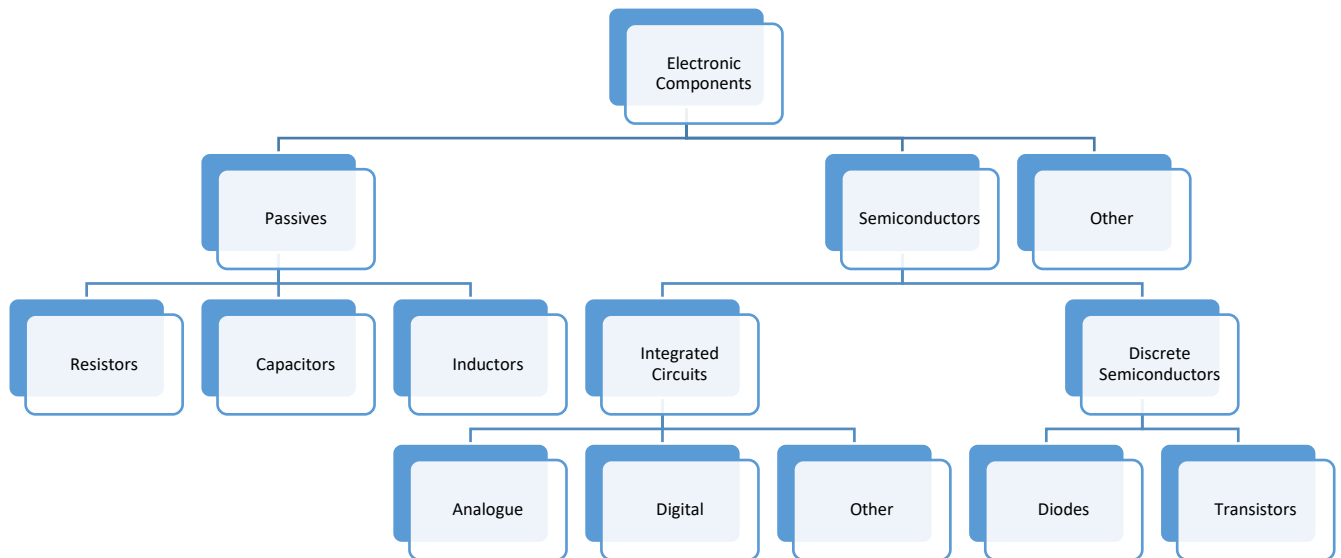 Electronic
Components
Passives
Semiconductors
Other
Resistors
Capacitors
Inductors
Integrated
Circuits
Discrete
Semiconductors
Analogue
Digital
Other
Diodes
Transistors